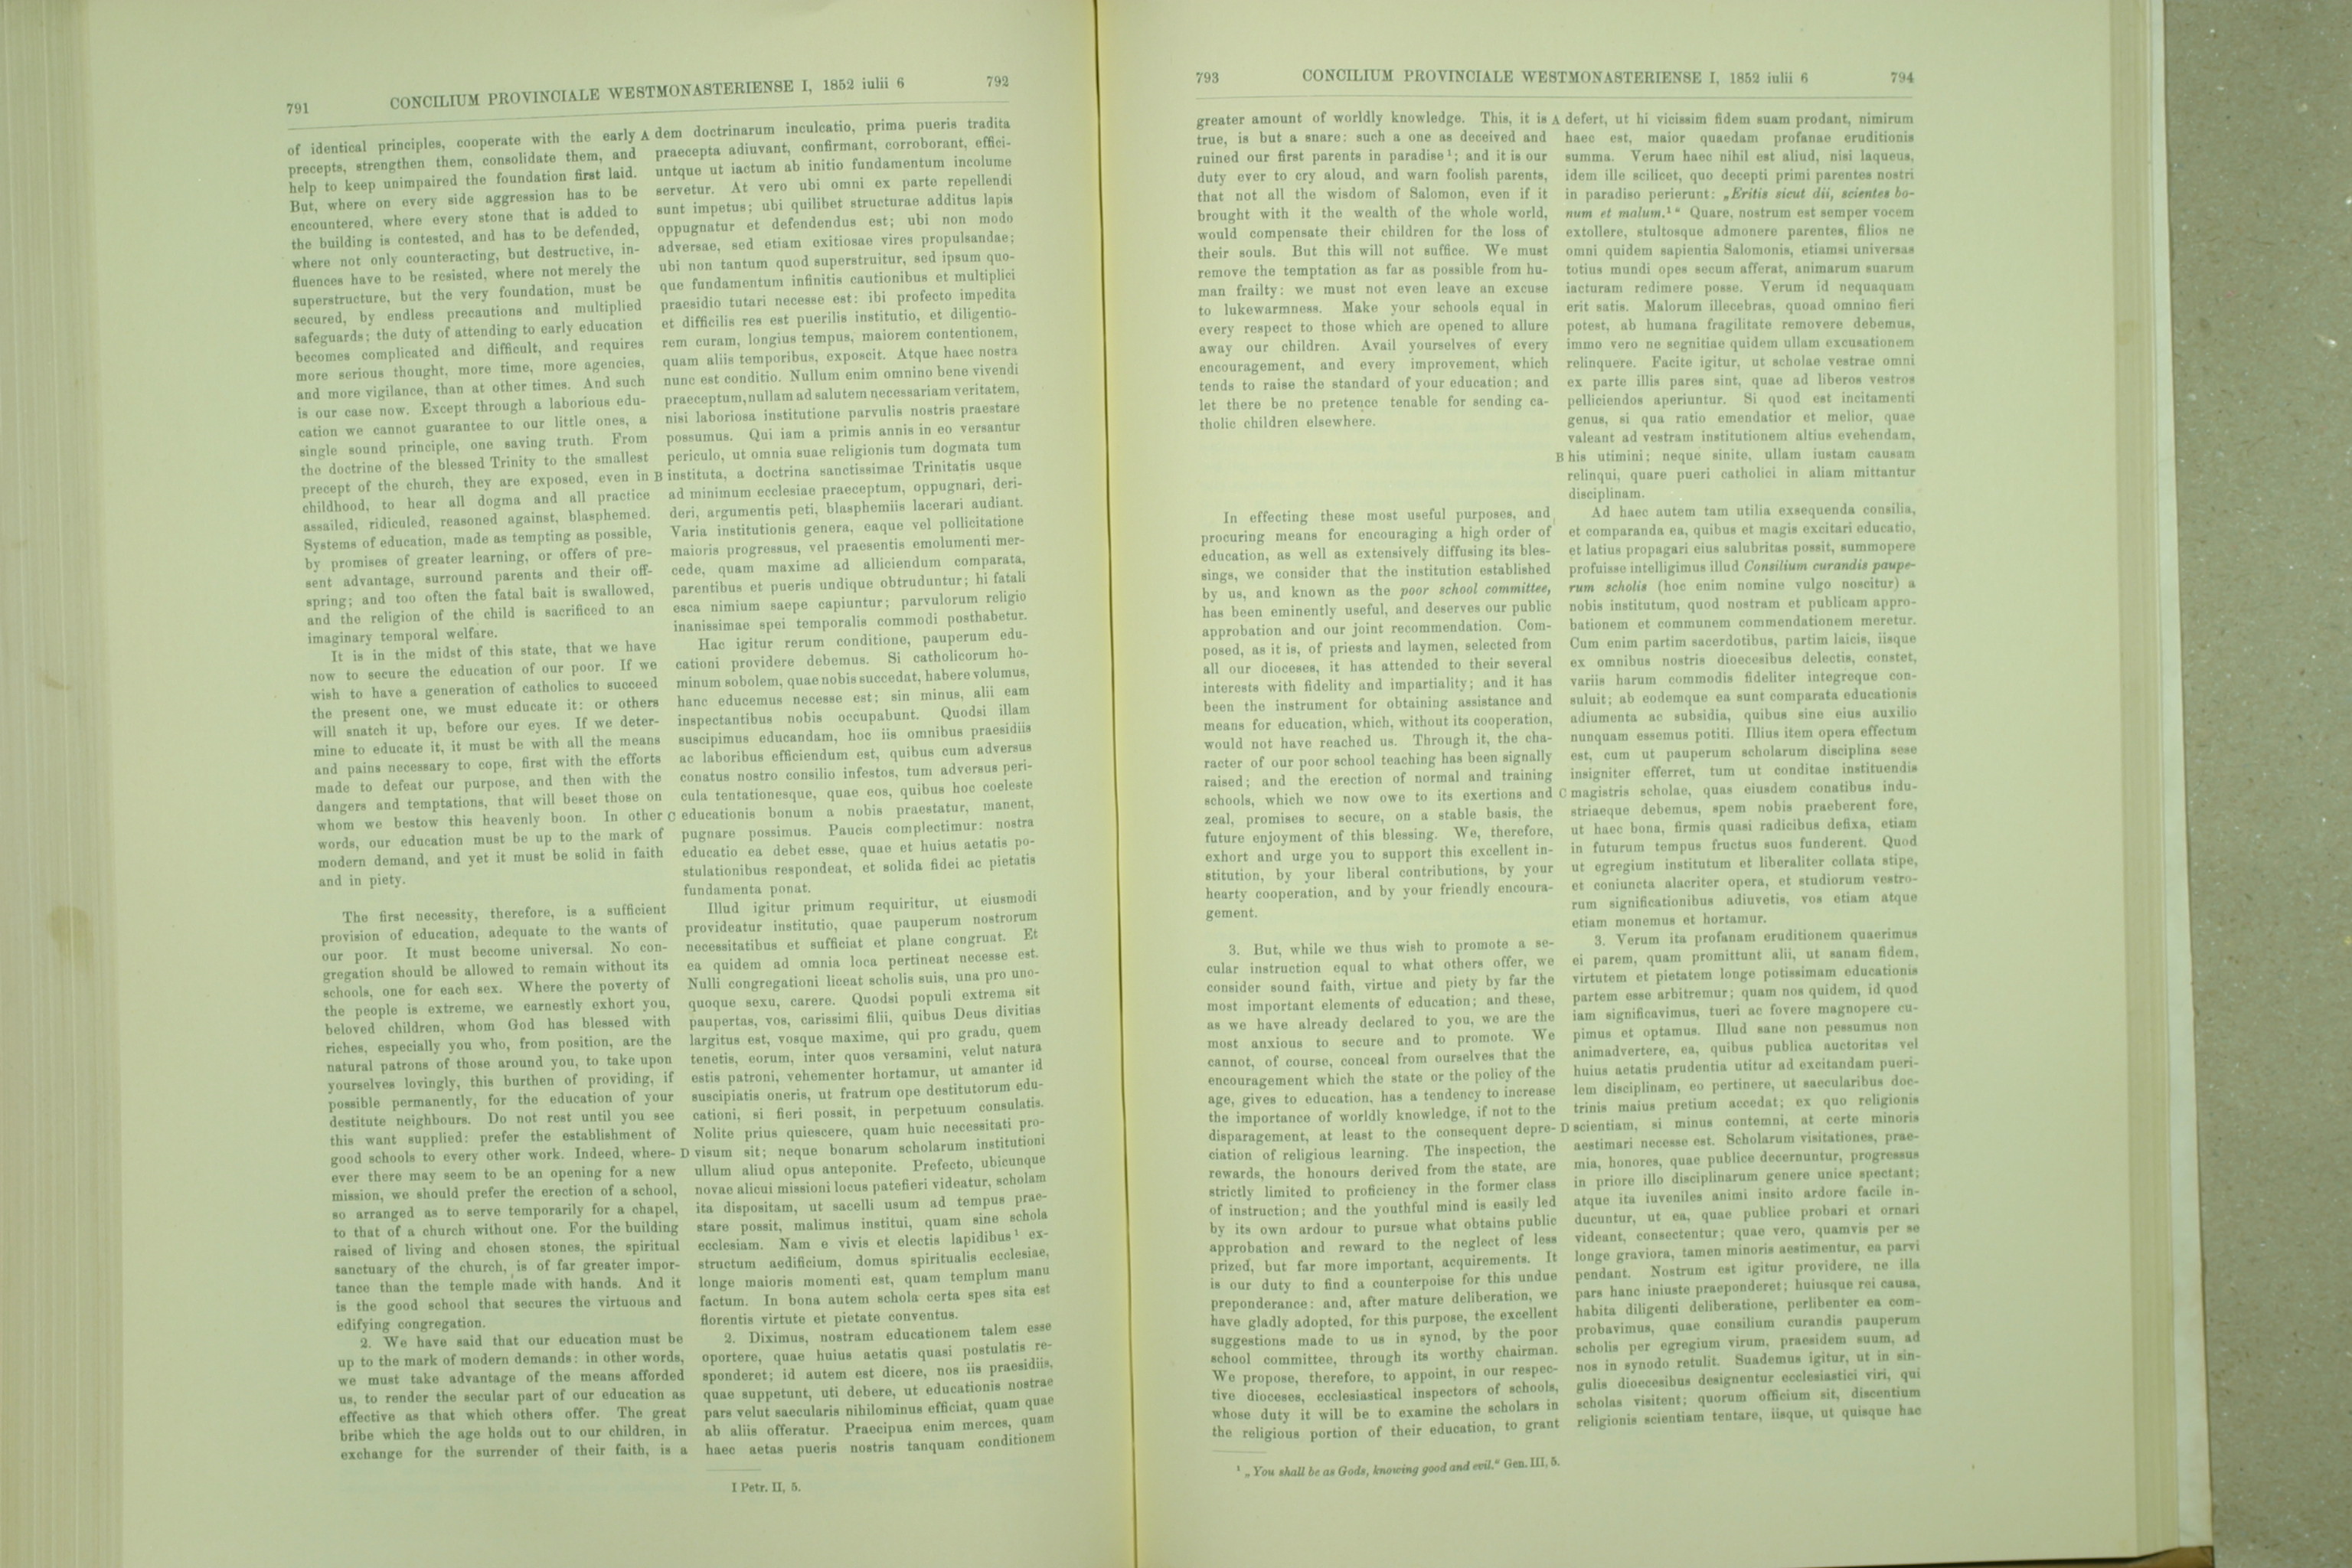 791
CONCILIUM PROVINCIALE WESTMONASTERIENSE I, 1852 iulii 6
792
of identical principles, cooperate with the early
precepts, strengthen them, consolidate them, and
help to keep unimpaired the foundation first laid.
But, where on every side aggression has to be
encountered, where every stone that is added to
the building is contested, and has to be defended,
where not only counteracting, but destructive, in-
fluences have to be resisted, where not merely the
superstructure, but the very foundation, must be
secured, by endless precautions and multiplied
safeguards; the duty of attending to early education
becomes complicated and difficult, and requires
more serious thought, more time, more agencies,
and more vigilance, than at other times. And such
is our case now. Except through a laborious edu-
cation we cannot guarantee to our little ones, a
single sound principle, one saving truth. From
the doctrine of the blessed Trinity to the smallest
precept of the church, they are exposed, even in
childhood, to hear all dogma and all practice
assailed, ridiculed, reasoned against, blasphemed.
Systems of education, made as tempting as possible,
by promises of greater learning, or offers of pre-
sent advantage, surround parents and their off-
spring; and too often the fatal bait is swallowed,
and the religion of the child is sacrificed to an
imaginary temporal welfare.
It is in the midst of this state, that we have
now to secure the education of our poor. If we
wish to have a generation of catholics to succeed
the present one, we must educate it: or others
will snatch it up, before our eyes. If we deter-
mine to educate it, it must be with all the means
and pains necessary to cope, first with the efforts
made to defeat our purpose, and then with the
dangers and temptations, that will beset those on
whom we bestow this heavenly boon. In other
words, our education must be up to the mark of
modern demand, and yet it must be solid in faith
and in piety.
The first necessity, therefore, is a sufficient
provision of education, adequate to the wants of
our poor. It must become universal. No con-
gregation should be allowed to remain without its
schools, one for each sex. Where the poverty of
the people is extreme, we earnestly exhort you,
beloved children, whom God has blessed with
riches, especially you who, from position, are the
natural patrons of those around you, to take upon
yourselves lovingly, this burthen of providing, if
possible permanently, for the education of your
destitute neighbours. Do not rest until you see
this want supplied: prefer the establishment of
good schools to every other work. Indeed, where-
ever there may seem to be an opening for a new
mission, we should prefer the erection of a school,
so arranged as to serve temporarily for a chapel,
to that of a church without one. For the building
raised of living and chosen stones, the spiritual
sanctuary of the church, is of far greater impor-
tance than the temple made with hands. And it
is the good school that secures the virtuous and
edifying congregation.
2. We have said that our education must be
up to the mark of modern demands: in other words,
we must take advantage of the means afforded
us, to render the secular part of our education as
effective as that which others offer. The great
bribe which the age holds out to our children, in
exchange for the surrender of their faith, is a
A
B
C
D
dem doctrinarum inculcatio, prima pueris tradita
praecepta adiuvant, confirmant, corroborant, effici-
untque ut iactum ab initio fundamentum incolume
servetur. At vero ubi omni ex parte repellendi
sunt impetus; ubi quilibet structurae additus lapis
oppugnatur et defendendus est; ubi non modo
adversae, sed etiam exitiosae vires propulsandae;
ubi non tantum quod superstruitur, sed ipsum quo-
que fundamentum infinitis cautionibus et multiplici
praesidio tutari necesse est: ibi profecto impedita
et difficilis res est puerilis institutio, et diligentio-
rem curam, longius tempus, maiorem contentionem,
quam aliis temporibus, exposcit. Atque haec nostra
nunc est conditio. Nullum enim omnino bene vivendi
praeceptum, nullam ad salutem necessariam veritatem,
nisi laboriosa institutione parvulis nostris praestare
possumus. Qui iam a primis annis in eo versantur
periculo, ut omnia suae religionis tum dogmata tum
instituta, a doctrina sanctissimae Trinitatis usque
ad minimum ecclesiae praeceptum, oppugnari, deri-
deri, argumentis peti, blasphemiis lacerari audiant.
Varia institutionis genera, eaque vel pollicitatione
maioris progressus, vel praesentis emolumenti mer-
cede, quam maxime ad alliciendum comparata,
parentibus et pueris undique obtruduntur; hi fatali
esca nimium saepe capiuntur; parvulorum religio
inanissimae spei temporalis commodi posthabetur.
Hac igitur rerum conditione, pauperum edu-
cationi providere debemus. Si catholicorum ho-
minum sobolem, quae nobis succedat, habere volumus,
hanc educemus necesse est; sin minus, alii eam
inspectantibus nobis occupabunt. Quodsi illam
suscipimus educandam, hoc iis omnibus praesidiis
ac laboribus efficiendum est, quibus cum adversus
conatus nostro consilio infestos, tum adversus peri-
cula tentationesque, quae eos, quibus hoc coeleste
educationis bonum a nobis praestatur, manent,
pugnare possimus. Paucis complectimur: nostra
educatio ea debet esse, quae et huius aetatis po-
stulationibus respondeat, et solida fidei ac pietatis
fundamenta ponat.
Illud igitur primum requiritur, ut eiusmodi
provideatur institutio, quae pauperum nostrorum
necessitatibus et sufficiat et plane congruat. Et
ea quidem ad omnia loca pertineat necesse est.
Nulli congregationi liceat scholis suis, una pro uno-
quoque sexu, carere. Quodsi populi extrema sit
paupertas, vos, carissimi filii, quibus Deus divitias
largitus est, vosque maxime, qui pro gradu, quem
tenetis, eorum, inter quos versamini, velut natura
estis patroni, vehementer hortamur, ut amanter id
suscipiatis oneris, ut fratrum ope destitutorum edu-
cationi, si fieri possit, in perpetuum consulatis.
Nolite prius quiescere, quam huic necessitati pro-
visum sit; neque bonarum scholarum institutioni
ullum aliud opus anteponite. Profecto, ubicunque
novae alicui missioni locus patefieri videatur, scholam
ita dispositam, ut sacelli usum ad tempus prae-
stare possit, malimus institui, quam sine schola
ecclesiam. Nam e vivis et electis lapidibus¹ ex-
structum aedificium, domus spiritualis ecclesiae,
longe maioris momenti est, quam templum manu
factum. In bona autem schola certa spes sita est
florentis virtute et pietate conventus.
2. Diximus, nostram educationem talem esse
oportere, quae huius aetatis quasi postulatis re-
sponderet; id autem est dicere, nos iis praesidiis,
quae suppetunt, uti debere, ut educationis nostrae
pars velut saecularis nihilominus efficiat, quam quae
ab aliis offeratur. Praecipua enim merces, quam
haec aetas pueris nostris tanquam conditionem
I Petr. II, 5.
793
CONCILIUM PROVINCIALE WESTMONASTERIENSE I, 1852 iulii 6
794
greater amount of worldly knowledge. This, it is
true, is but a snare: such a one as deceived and
ruined our first parents in paradise¹; and it is our
duty ever to cry aloud, and warn foolish parents,
that not all the wisdom of Salomon, even if it
brought with it the wealth of the whole world,
would compensate their children for the loss of
their souls. But this will not suffice. We must
remove the temptation as far as possible from hu-
man frailty: we must not even leave an excuse
to lukewarmness. Make your schools equal in
every respect to those which are opened to allure
away our children. Avail yourselves of every
encouragement, and every improvement, which
tends to raise the standard of your education; and
let there be no pretence tenable for sending ca-
tholic children elsewhere.
In effecting these most useful purposes, and
procuring means for encouraging a high order of
education, as well as extensively diffusing its bles-
sings, we consider that the institution established
by us, and known as the poor school committee,
has been eminently useful, and deserves our public
approbation and our joint recommendation. Com-
posed, as it is, of priests and laymen, selected from
all our dioceses, it has attended to their several
interests with fidelity and impartiality; and it has
been the instrument for obtaining assistance and
means for education, which, without its cooperation,
would not have reached us. Through it, the cha-
racter of our poor school teaching has been signally
raised; and the erection of normal and training
schools, which we now owe to its exertions and
zeal, promises to secure, on a stable basis, the
future enjoyment of this blessing. We, therefore,
exhort and urge you to support this excellent in-
stitution, by your liberal contributions, by your
hearty cooperation, and by your friendly encoura-
gement.
3. But, while we thus wish to promote a se-
cular instruction equal to what others offer, we
consider sound faith, virtue and piety by far the
most important elements of education; and these,
as we have already declared to you, we are the
most anxious to secure and to promote. We
cannot, of course, conceal from ourselves that the
encouragement which the state or the policy of the
age, gives to education, has a tendency to increase
the importance of worldly knowledge, if not to the
disparagement, at least to the consequent depre-
ciation of religious learning. The inspection, the
rewards, the honours derived from the state, are
strictly limited to proficiency in the former class
of instruction; and the youthful mind is easily led
by its own ardour to pursue what obtains public
approbation and reward to the neglect of less
prized, but far more important, acquirements. It
is our duty to find a counterpoise for this undue
preponderance: and, after mature deliberation, we
have gladly adopted, for this purpose, the excellent
suggestions made to us in synod, by the poor
school committee, through its worthy chairman.
We propose, therefore, to appoint, in our respec-
tive dioceses, ecclesiastical inspectors of schools,
whose duty it will be to examine the scholars in
the religious portion of their education, to grant
A
B
C
D
defert, ut hi vicissim fidem suam prodant, nimirum
haec est, maior quaedam profanae eruditionis
summa. Verum haec nihil est aliud, nisi laqueus,
idem ille scilicet, quo decepti primi parentes nostri
in paradiso perierunt: „Eritis sicut dii, scientes bo-
num et malum.¹“ Quare, nostrum est semper vocem
extollere, stultosque admonere parentes, filios ne
omni quidem sapientia Salomonis, etiamsi universas
totius mundi opes secum afferat, animarum suarum
iacturam redimere posse. Verum id nequaquam
erit satis. Malorum illecebras, quoad omnino fieri
potest, ab humana fragilitate removere debemus,
immo vero ne segnitiae quidem ullam excusationem
relinquere. Facite igitur, ut scholae vestrae omni
ex parte illis pares sint, quae ad liberos vestros
pelliciendos aperiuntur. Si quod est incitamenti
genus, si qua ratio emendatior et melior, quae
valeant ad vestram institutionem altius evehendam,
his utimini; neque sinite, ullam iustam causam
relinqui, quare pueri catholici in aliam mittantur
disciplinam.
Ad haec autem tam utilia exsequenda consilia,
et comparanda ea, quibus et magis excitari educatio,
et latius propagari eius salubritas possit, summopere
profuisse intelligimus illud Consilium curandis paupe-
rum scholis (hoc enim nomine vulgo noscitur) a
nobis institutum, quod nostram et publicam appro-
bationem et communem commendationem meretur.
Cum enim partim sacerdotibus, partim laicis, iisque
ex omnibus nostris dioecesibus delectis, constet,
variis harum commodis fideliter integreque con-
suluit; ab eodemque ea sunt comparata educationis
adiumenta ac subsidia, quibus sine eius auxilio
nunquam essemus potiti. Illius item opera effectum
est, cum ut pauperum scholarum disciplina sese
insigniter efferret, tum ut conditae instituendis
magistris scholae, quas eiusdem conatibus indu-
striaeque debemus, spem nobis praeberent fore,
ut haec bona, firmis quasi radicibus defixa, etiam
in futurum tempus fructus suos funderent. Quod
ut egregium institutum et liberaliter collata stipe,
et coniuncta alacriter opera, et studiorum vestro-
rum significationibus adiuvetis, vos etiam atque
etiam monemus et hortamur.
3. Verum ita profanam eruditionem quaerimus
ei parem, quam promittunt alii, ut sanam fidem,
virtutem et pietatem longe potissimam educationis
partem esse arbitremur; quam nos quidem, id quod
iam significavimus, tueri ac fovere magnopere cu-
pimus et optamus. Illud sane non possumus non
animadvertere, ea, quibus publica auctoritas vel
huius aetatis prudentia utitur ad excitandam pueri-
lem disciplinam, eo pertinere, ut saecularibus doc-
trinis maius pretium accedat; ex quo religionis
scientiam, si minus contemni, at certe minoris
aestimari necesse est. Scholarum visitationes, prae-
mia, honores, quae publice decernuntur, progressus
in priore illo disciplinarum genere unice spectant;
atque ita iuveniles animi insito ardore facile in-
ducuntur, ut ea, quae publice probari et ornari
videant, consectentur; quae vero, quamvis per se
longe graviora, tamen minoris aestimentur, ea parvi
pendant. Nostrum est igitur providere, ne illa
pars hanc iniuste praeponderet; huiusque rei causa,
habita diligenti deliberatione, perlibenter ea com-
probavimus, quae consilium curandis pauperum
scholis per egregium virum, praesidem suum, ad
nos in synodo retulit. Suademus igitur, ut in sin-
gulis dioecesibus designentur ecclesiastici viri, qui
scholas visitent; quorum officium sit, discentium
religionis scientiam tentare, iisque, ut quisque hac
¹ „You shall be as Gods, knowing good and evil.“ Gen. III, 5.